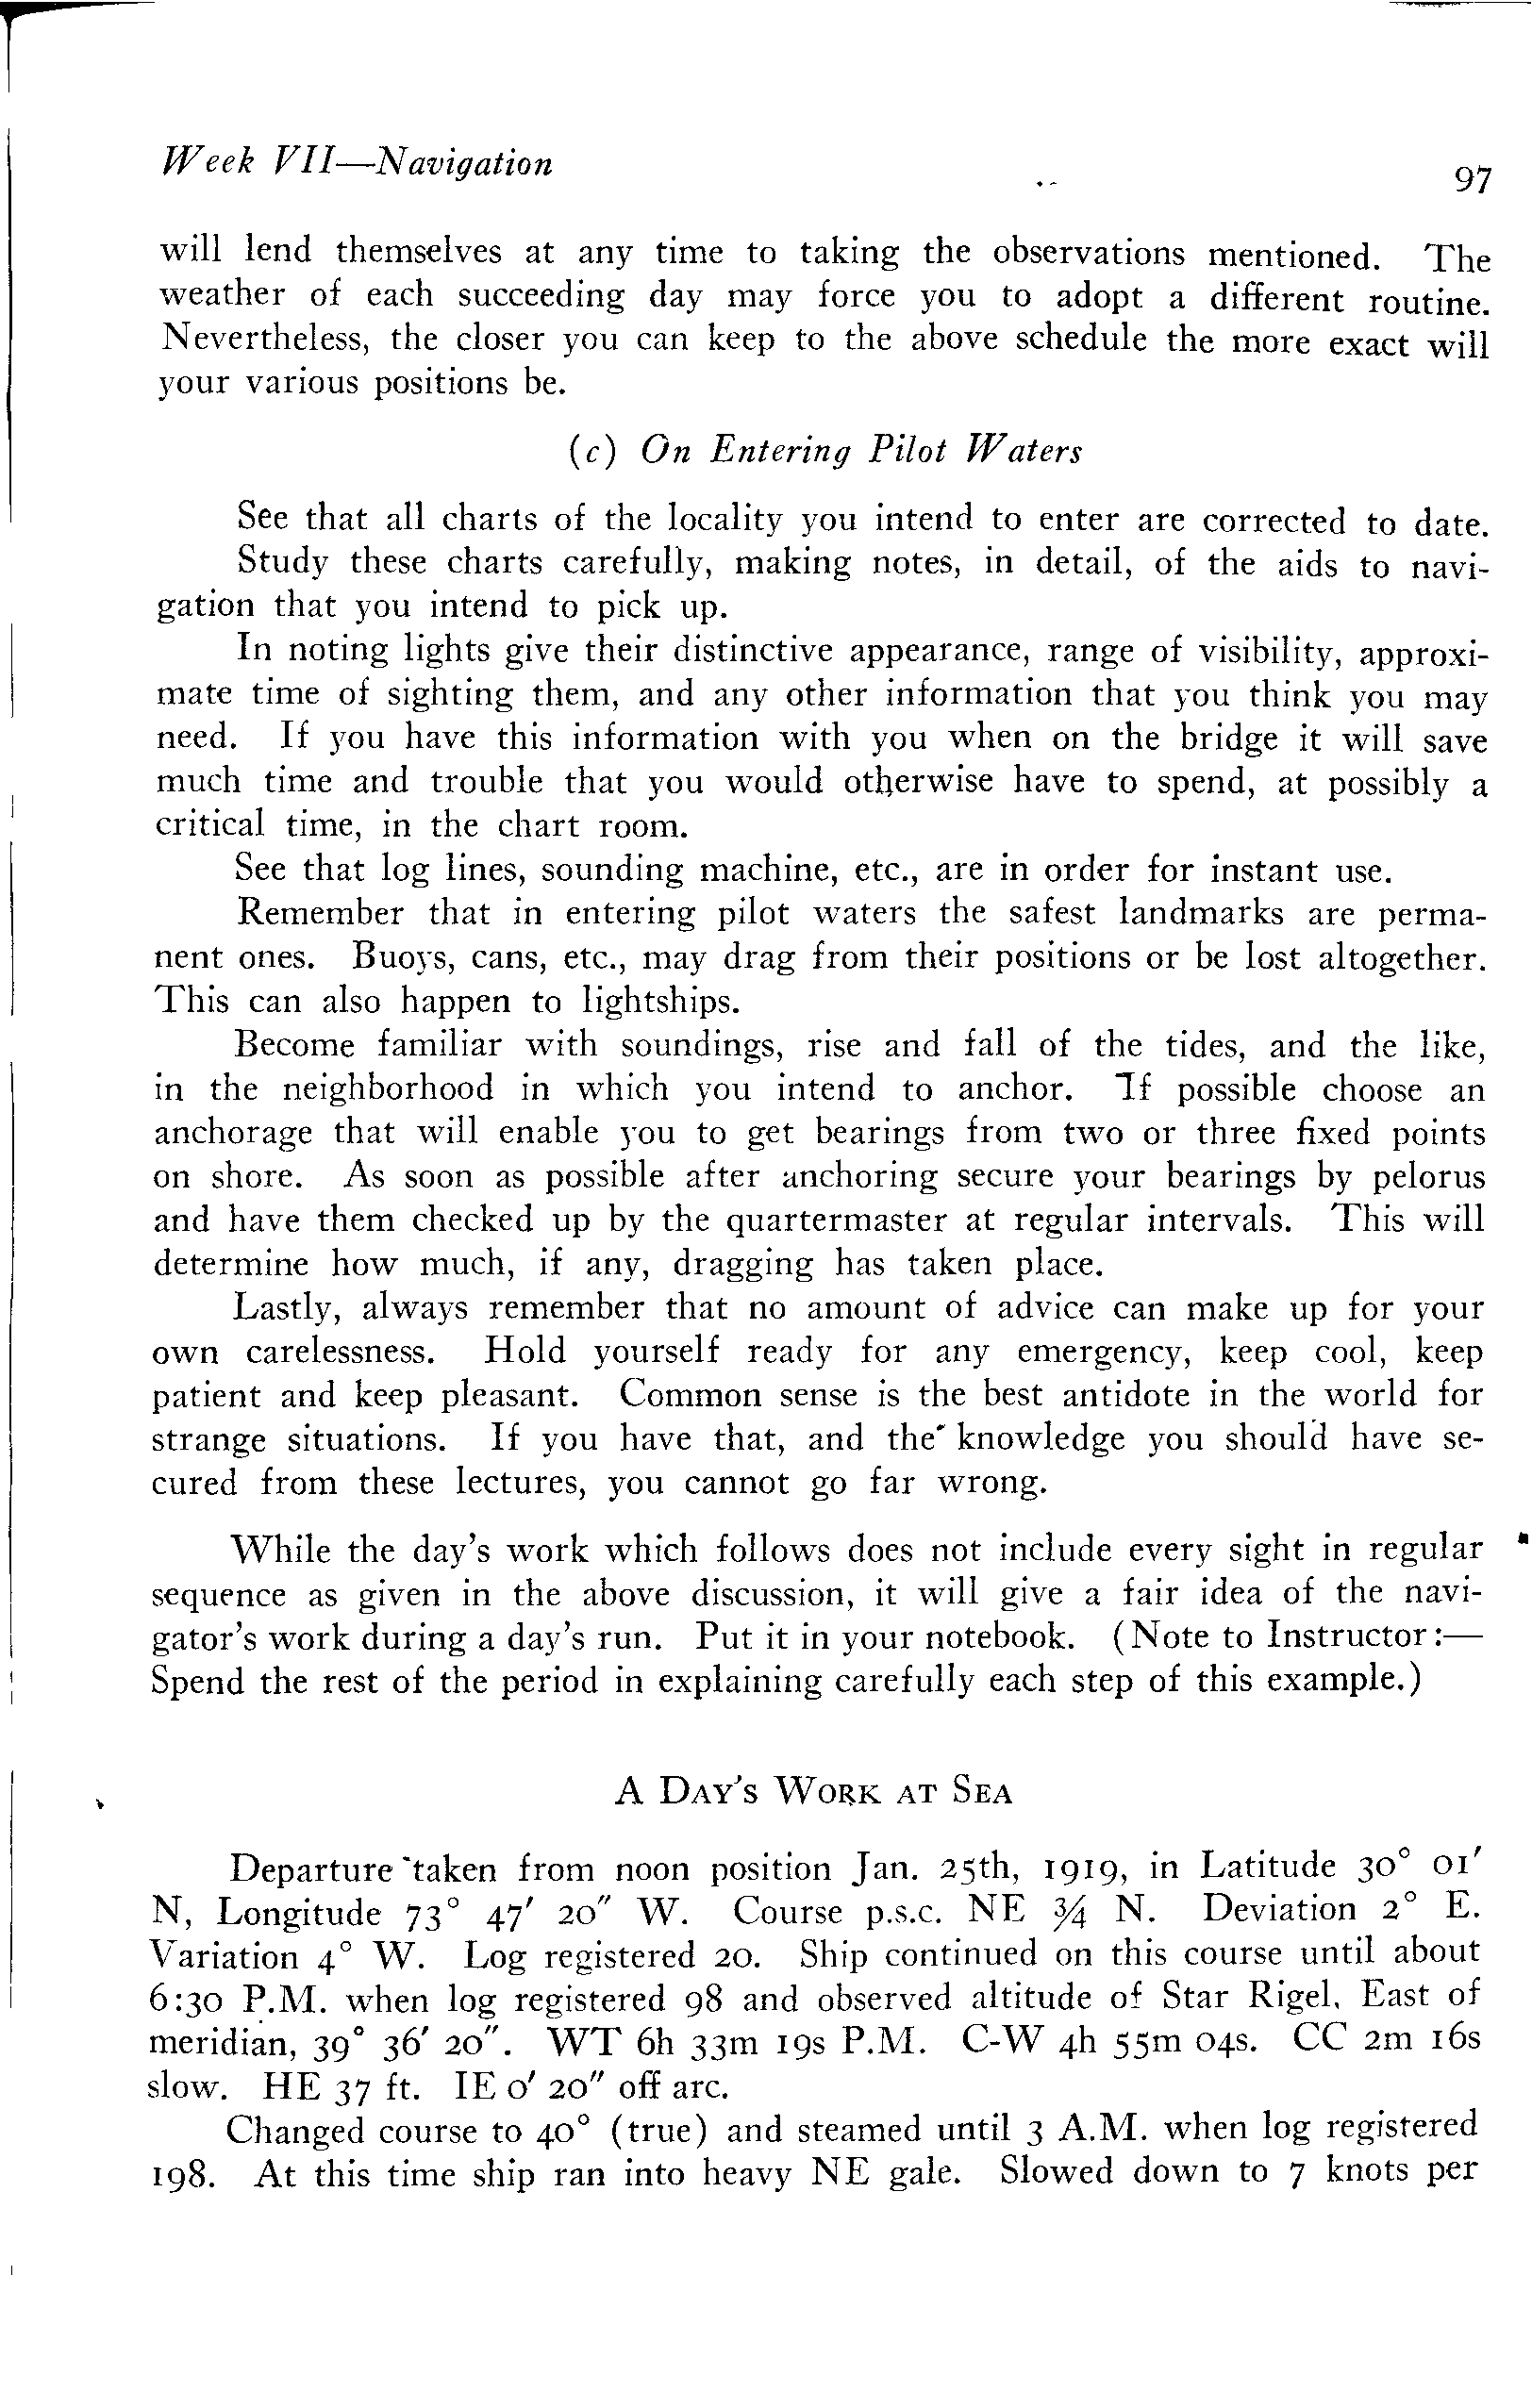 Week VII—Navigation 97
will lend themselves at any time to taking the observations mentioned. The
weather of each succeeding day may force you to adopt a different routine.
Nevertheless, the closer you can keep to the above schedule the more exact will
your various positions be.
(c) On Entering Pilot Waters
See that all charts of the locality you intend to enter are corrected to date.
Study these charts carefully, making notes, in detail, of the aids to navi-
gation that you intend to pick up.
In noting lights give their distinctive appearance, range of visibility, approxi-
mate time of sighting them, and any other information that you think you may
need. If you have this information with you when on the bridge it will save
much time and trouble that you would otherwise have to spend, at possibly a
critical time, in the chart room.
See that log lines, sounding machine, etc., are in order for instant use.
Remember that in entering pilot waters the safest landmarks are perma-
nent ones. Buoys, cans, etc., may drag from their positions or be lost altogether.
This can also happen to lightships.
Become familiar with soundings, rise and fall of the tides, and the like,
in the neighborhood in which you intend to anchor. If possible choose an
anchorage that will enable you to get bearings from two or three fixed points
on shore. As soon as possible after anchoring secure your bearings by pelorus
and have them checked up by the quartermaster at regular intervals. This will
determine how much, if any, dragging has taken place.
Lastly, always remember that no amount of advice can make up for your
own carelessness. Hold yourself ready for any emergency, keep cool, keep
patient and keep pleasant. Common sense is the best antidote in the world for
strange situations. If you have that, and the knowledge you should have se-
cured from these lectures, you cannot go far wrong.
While the day's work which follows does not include every sight in regular
sequence as given in the above discussion, it will give a fair idea of the navi-
gator's work during a day's run. Put it in your notebook. (Note to Instructor:—
Spend the rest of the period in explaining carefully each step of this example.)
A DAY'S WORK AT SEA
Departure taken from noon position Jan. 25th, 1919, in Latitude 30° 01′
N, Longitude 73° 47′ 20″ W. Course p.s.c. NE ¾ N. Deviation 2° E.
Variation 4° W. Log registered 20. Ship continued on this course until about
6:30 P.M. when log registered 98 and observed altitude of Star Rigel, East of
meridian, 39° 36′ 20″. WT 6h 33m 19s P.M. C-W 4h 55m 04s. CC 2m 16s
slow. HE 37 ft. IE 0′ 20″ off arc.
Changed course to 40° (true) and steamed until 3 A.M. when log registered
198. At this time ship ran into heavy NE gale. Slowed down to 7 knots per